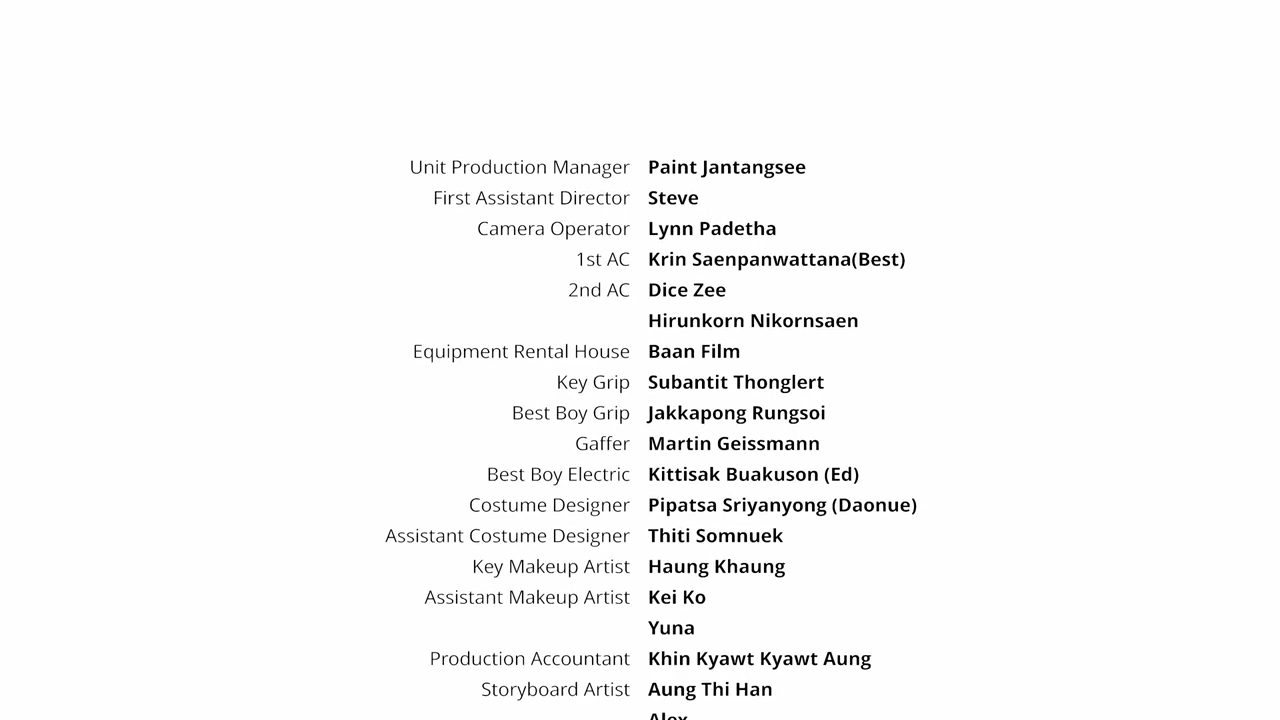 Unit Production Manager Paint Jantangsee
First Assistant Director Steve
Camera Operator Lynn Padetha
1st AC Krin Saenpanwattana(Best)
2nd AC Dice Zee
Hirunkorn Nikornsaen
Equipment Rental House Baan Film
Key Grip Subantit Thonglert
Best Boy Grip Jakkapong Rungsoi
Gaffer Martin Geissmann
Best Boy Electric Kittisak Buakuson (Ed)
Costume Designer Pipatsa Sriyanyong (Daonue)
Assistant Costume Designer Thiti Somnuek
Key Makeup Artist Haung Khaung
Assistant Makeup Artist Kei Ko
Yuna
Production Accountant Khin Kyawt Kyawt Aung
Storyboard Artist Aung Thi Han
Alex